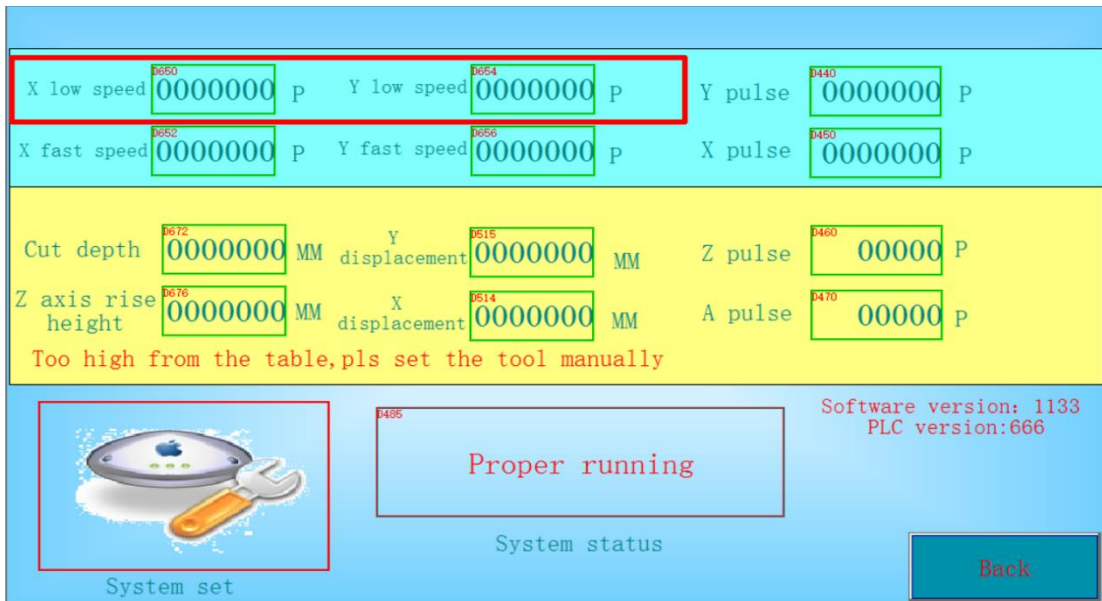 D650 D654
X low speed 0000000 P Y low speed 0000000 P
D440
Y pulse 0000000 P
D652 D656
X fast speed 0000000 P Y fast speed 0000000 P
D450
X pulse 0000000 P
D672 D515 D460
Cut depth 0000000 MM Y displacement 0000000 MM Z pulse 00000 P
D676 D514 D470
Z axis rise height 0000000 MM X displacement 0000000 MM A pulse 00000 P
Too high from the table,pls set the tool manually
D485
Proper running
System status
Software version: 1133
PLC version:666
System set
Back